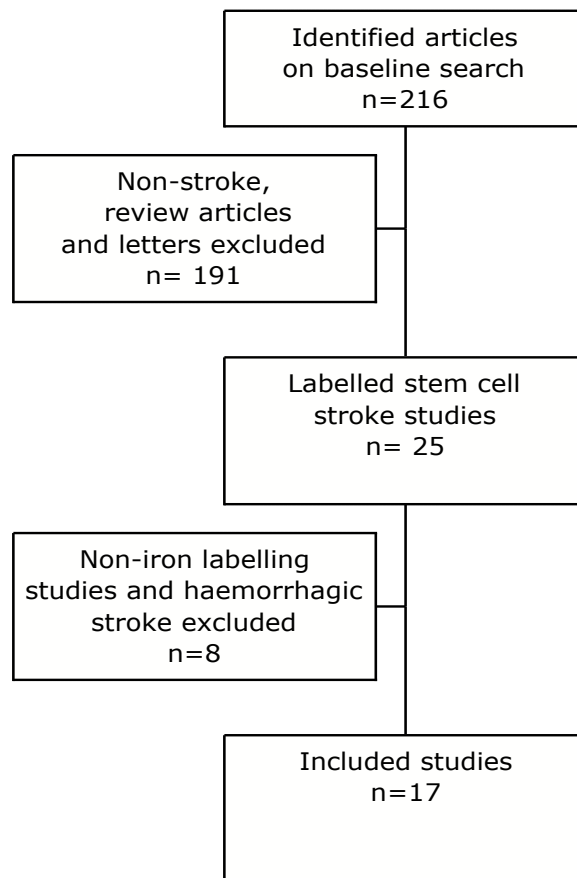 Identified articles
on baseline search
n=216
Non-stroke,
review articles
and letters excluded
n= 191
Labelled stem cell
stroke studies
n= 25
Non-iron labelling
studies and haemorrhagic
stroke excluded
n=8
Included studies
n=17